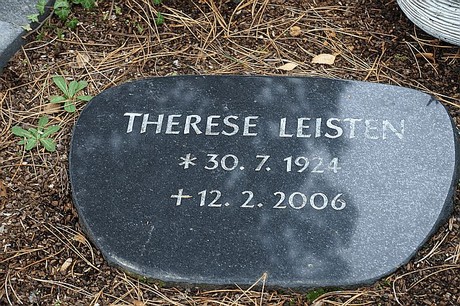 THERESE LEISTEN
* 30. 7. 1924
+ 12. 2. 2006